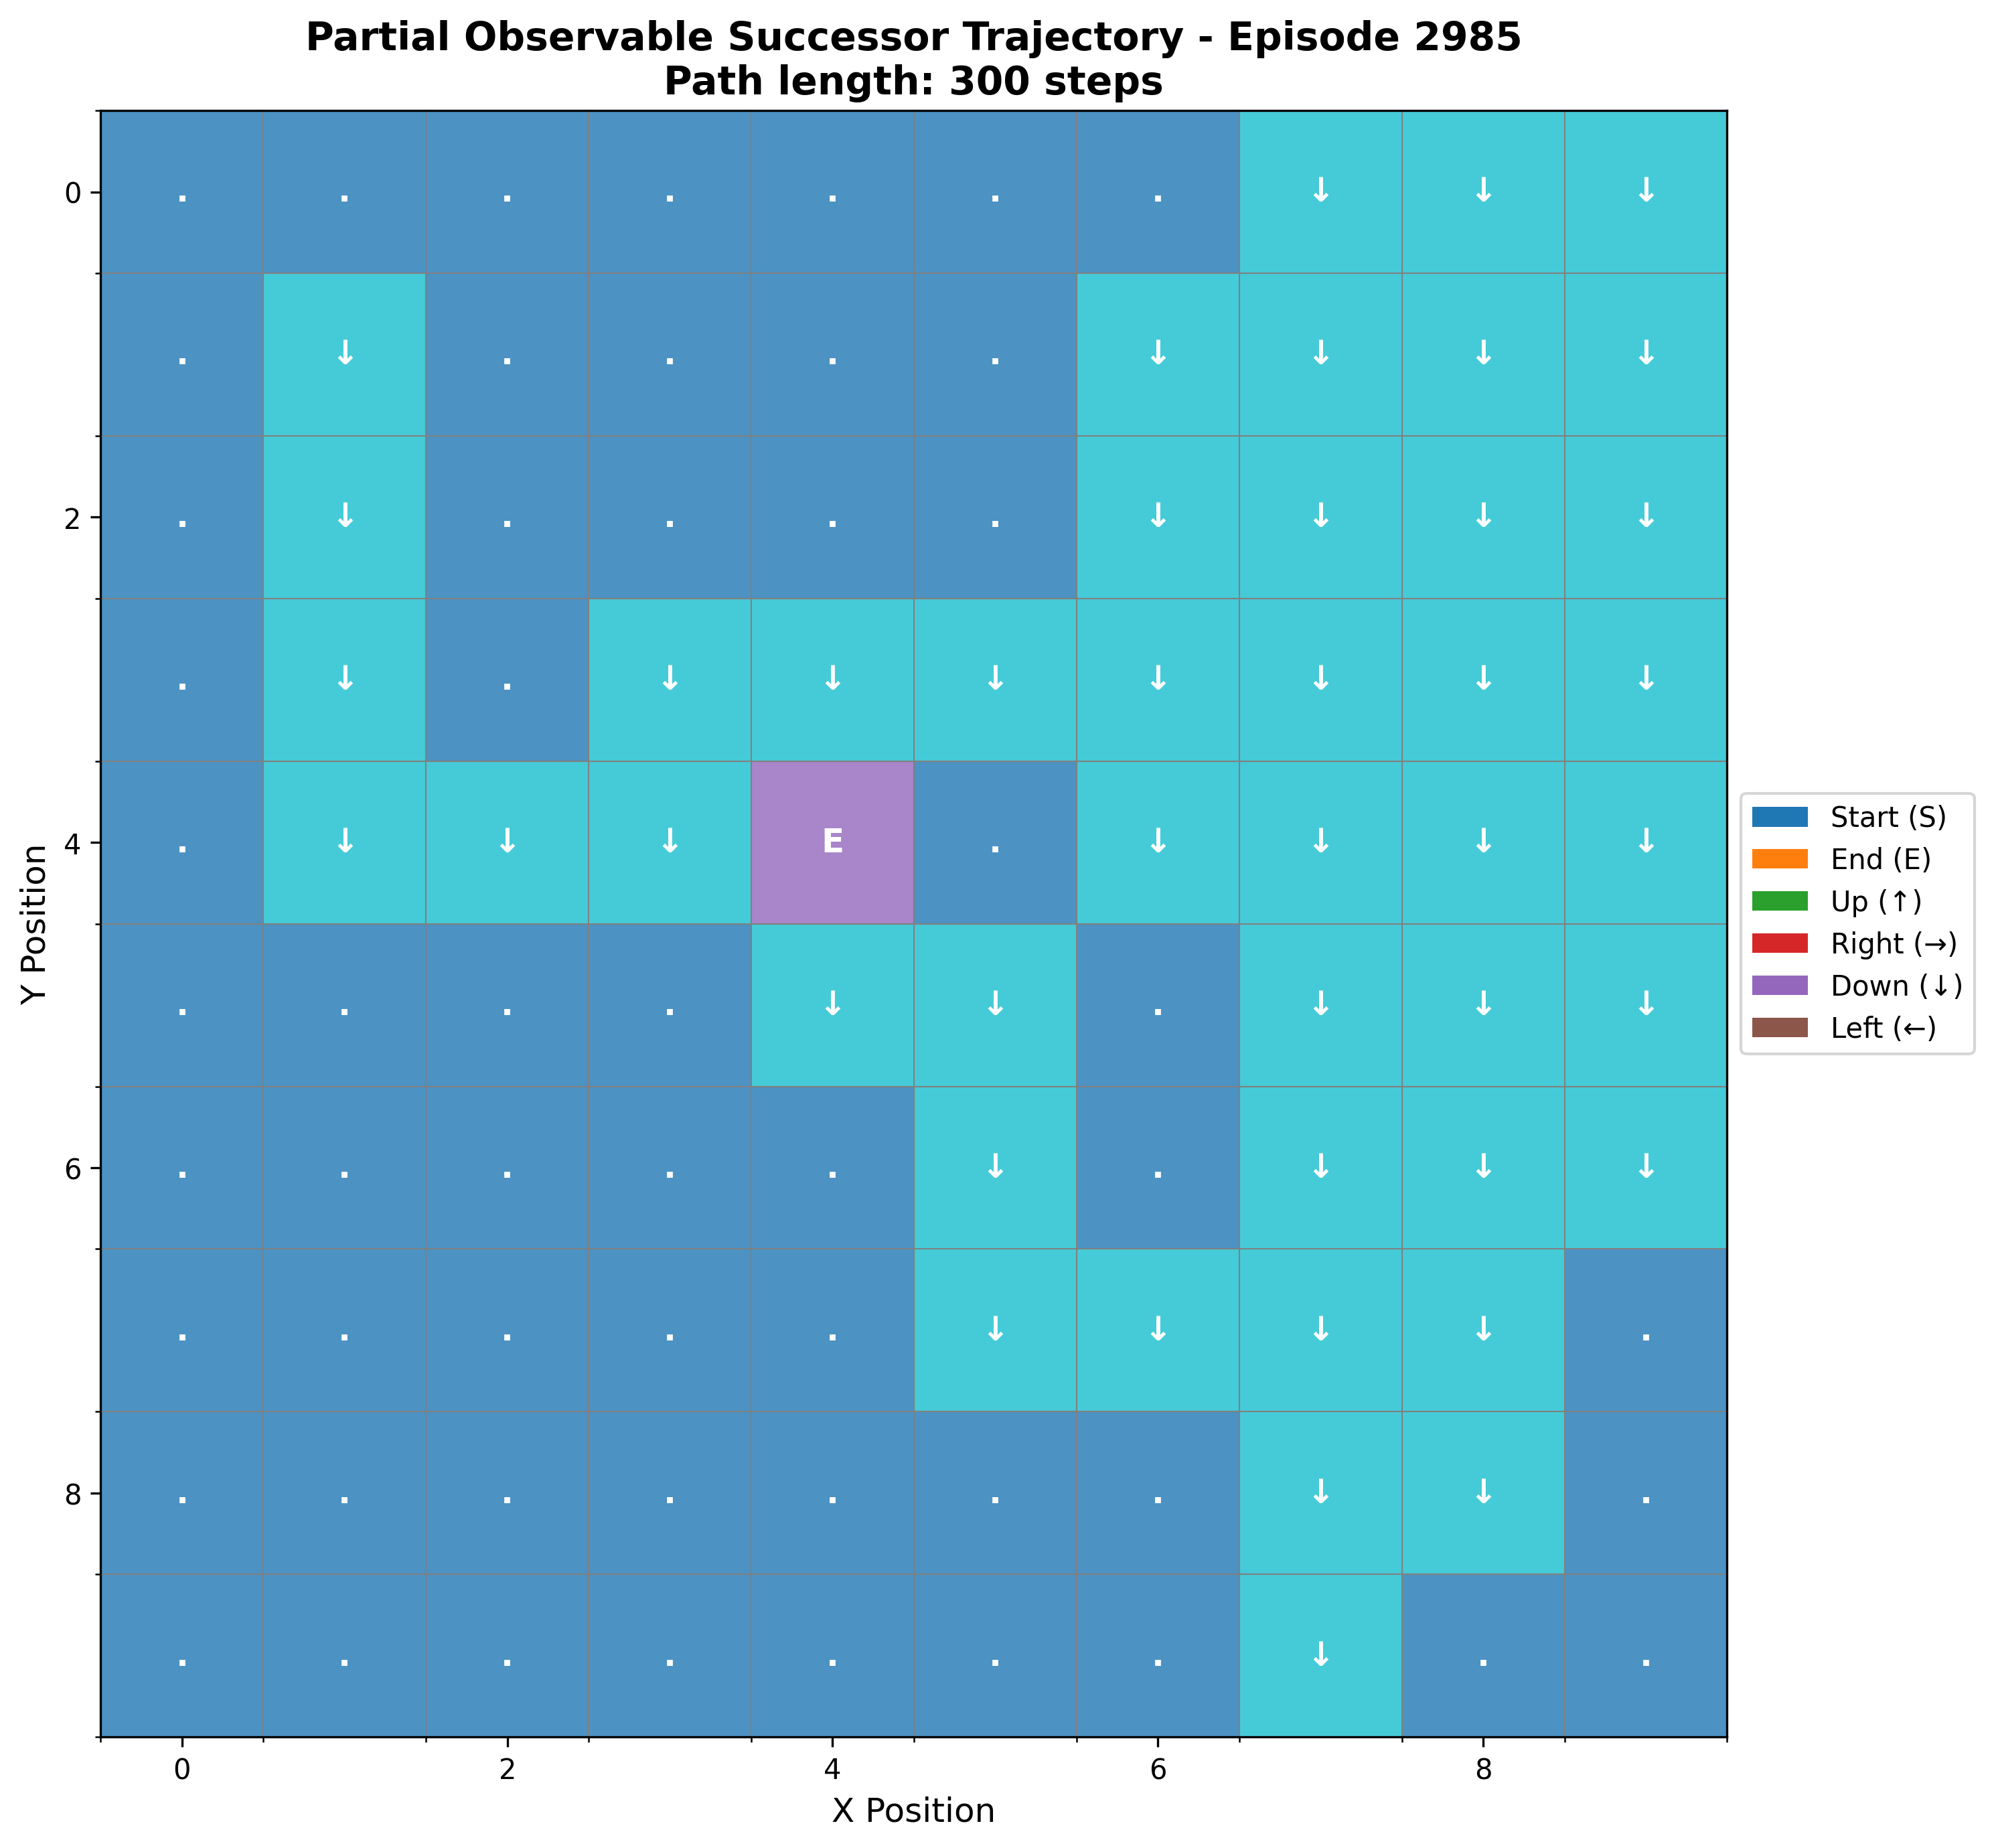 Partial Observable Successor Trajectory - Episode 2985
Path length: 300 steps
0 . . . . . . . ↓ ↓ ↓
. ↓ . . . . ↓ ↓ ↓ ↓
2 . ↓ . . . . ↓ ↓ ↓ ↓
. ↓ . ↓ ↓ ↓ ↓ ↓ ↓ ↓
4 . ↓ ↓ ↓ E . ↓ ↓ ↓ ↓
. . . . ↓ ↓ . ↓ ↓ ↓
6 . . . . . ↓ . ↓ ↓ ↓
. . . . . ↓ ↓ ↓ ↓ .
8 . . . . . . . ↓ ↓ .
. . . . . . . ↓ . .
0 2 4 6 8
X Position
Y Position
Start (S)
End (E)
Up (↑)
Right (→)
Down (↓)
Left (←)